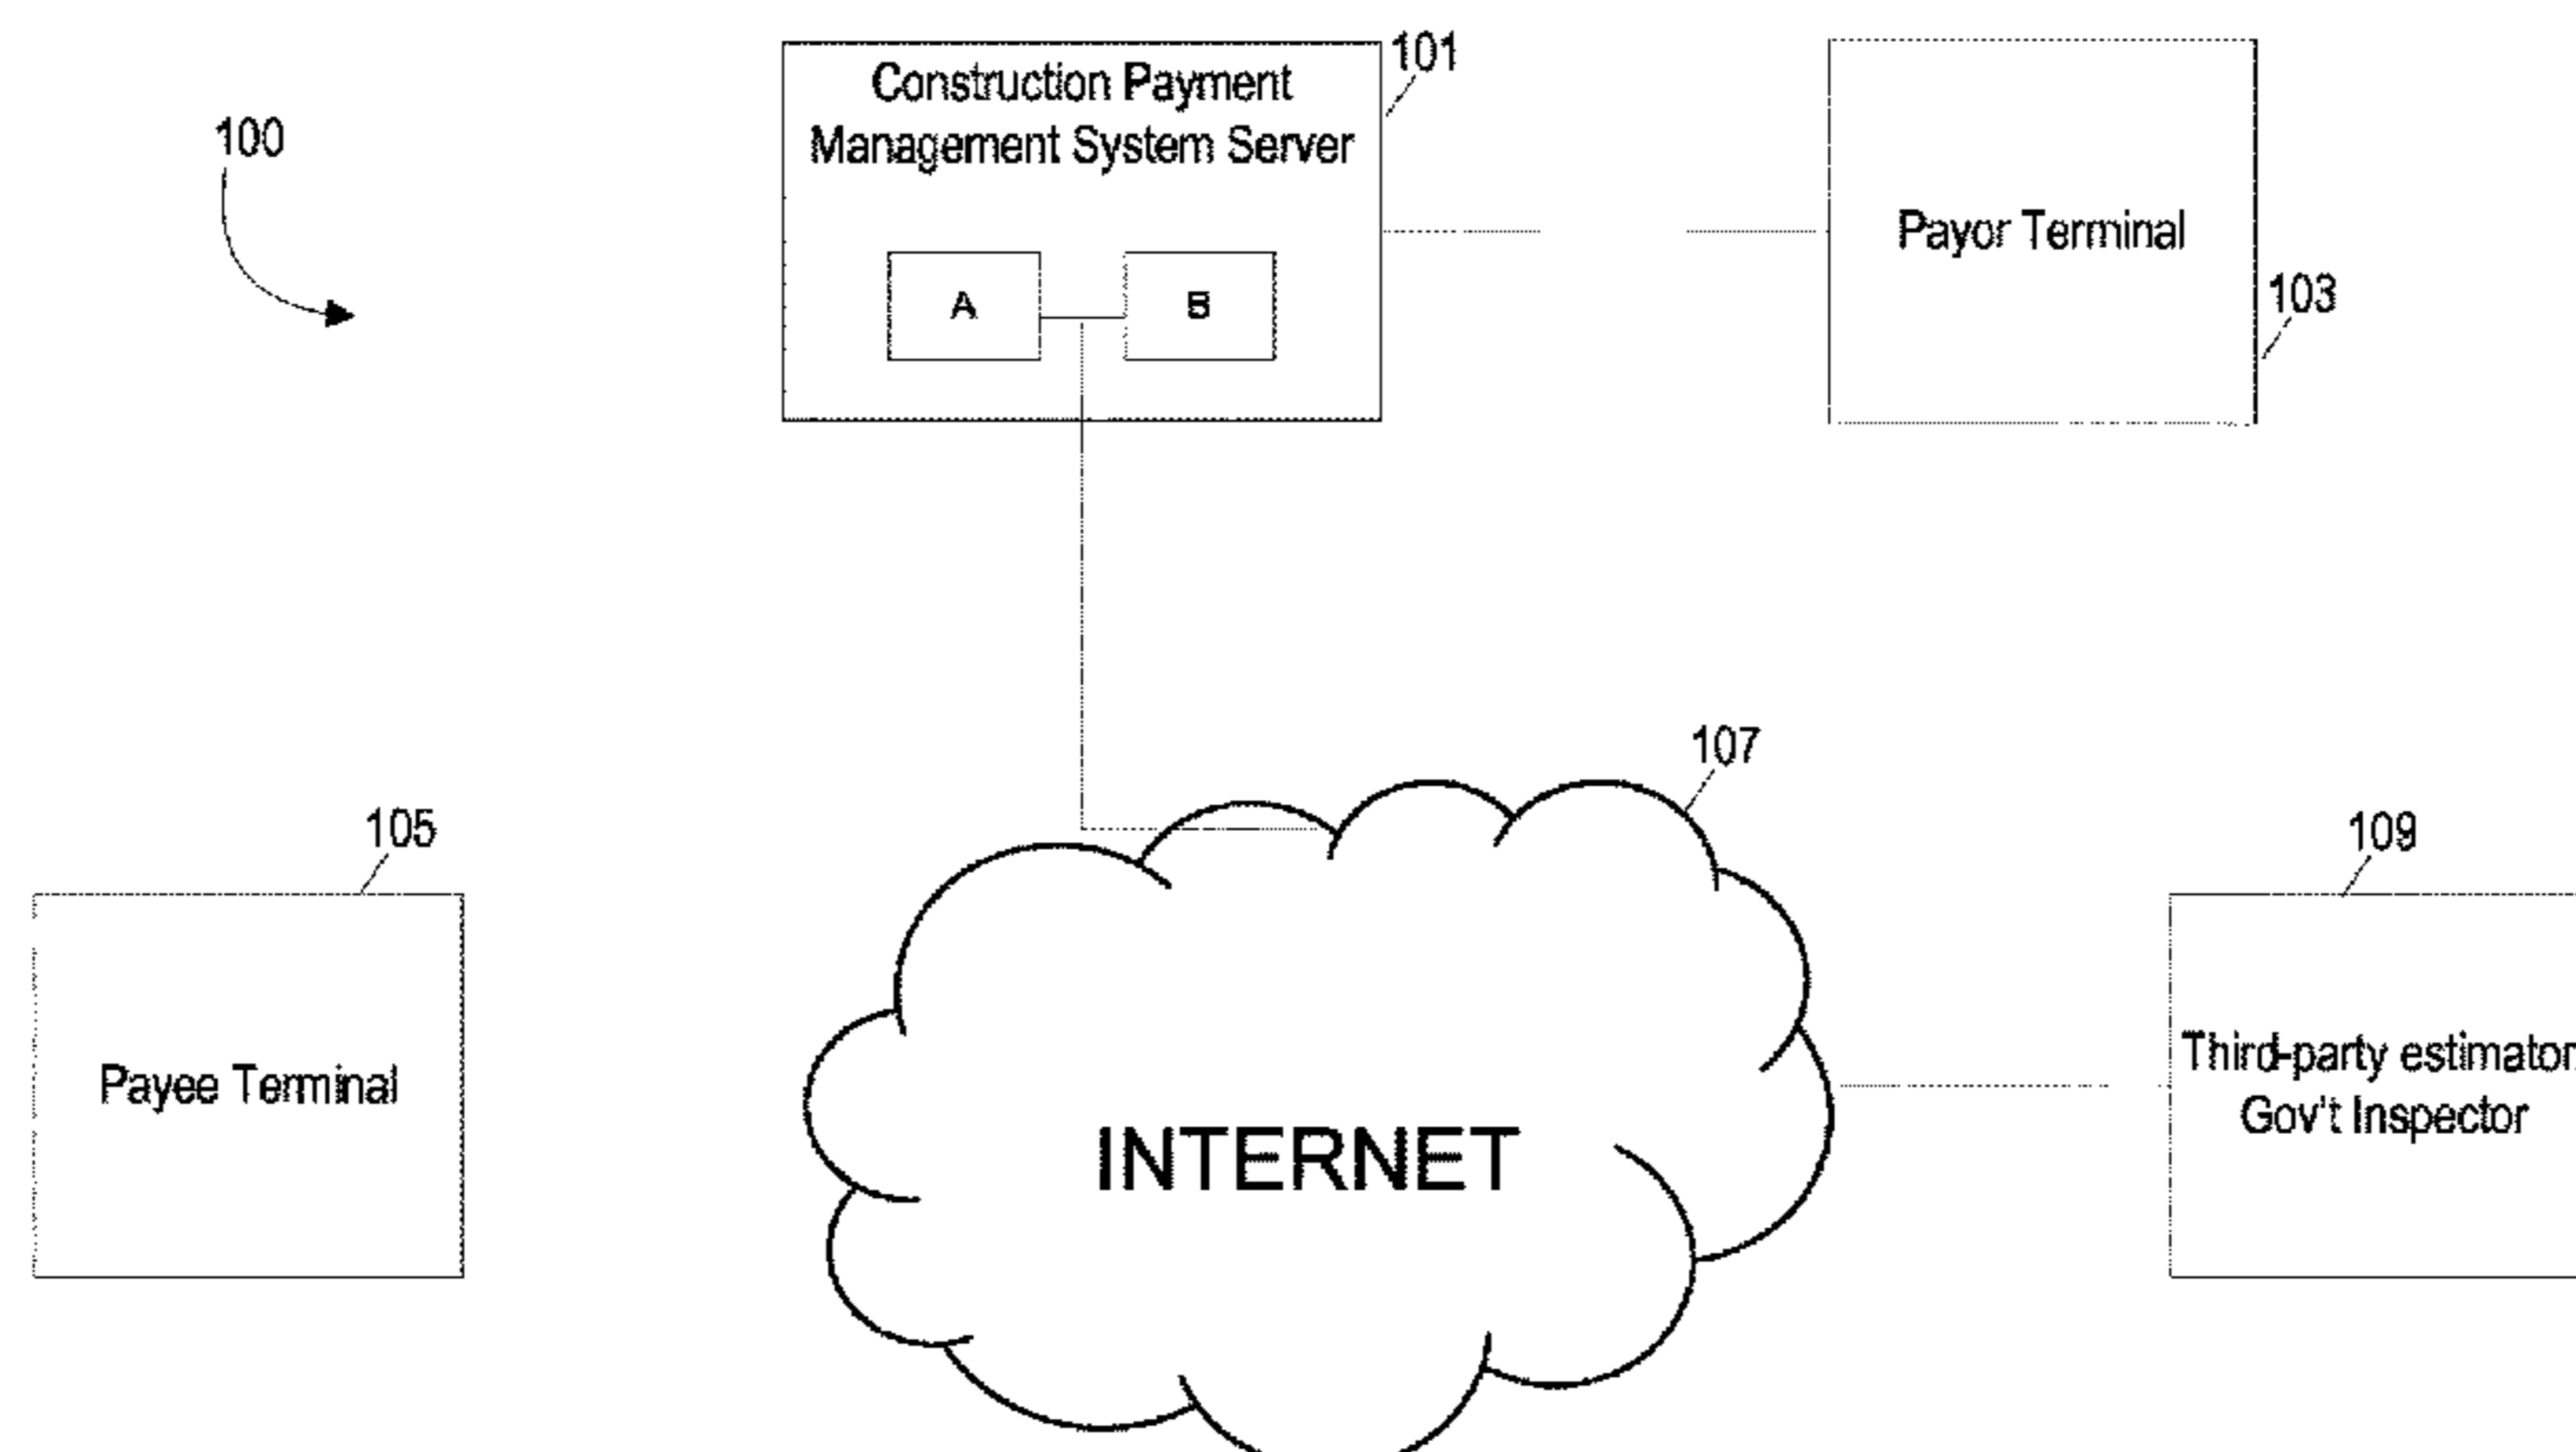 100
Construction Payment
Management System Server
101
A
B
Payor Terminal
103
107
105
Payee Terminal
INTERNET
109
Third-party estimator
Gov't Inspector